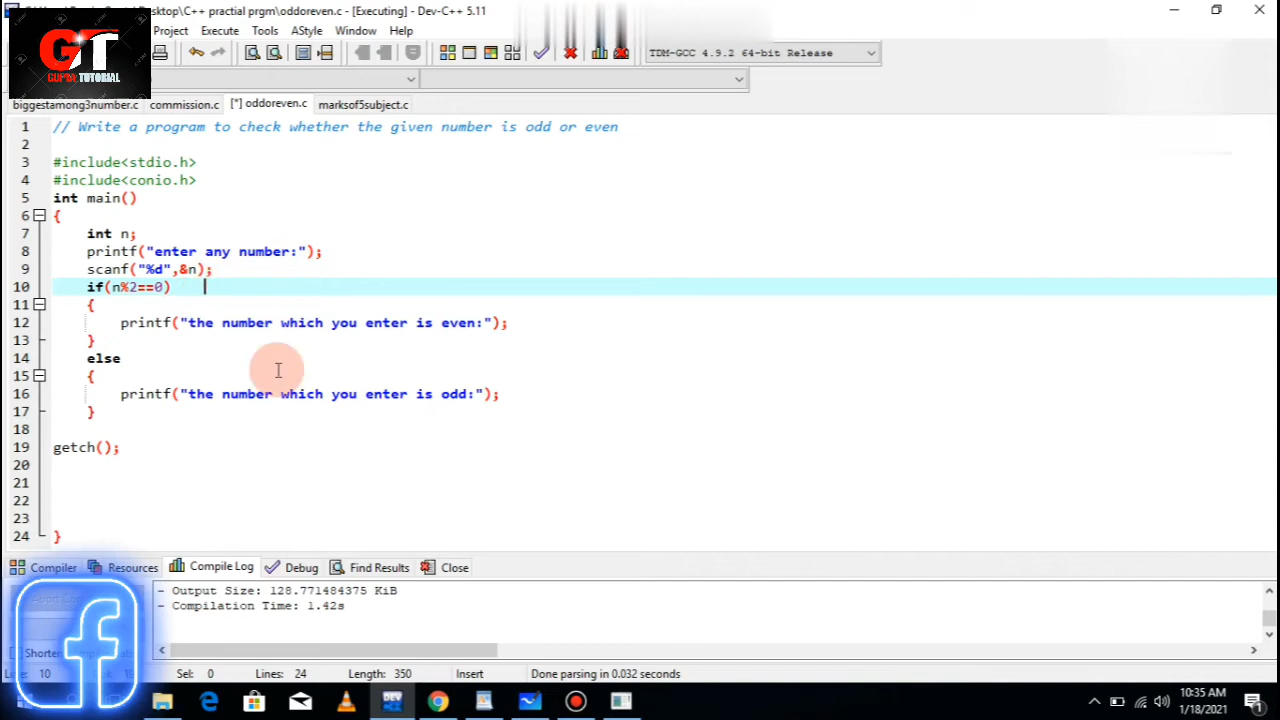 Desktop\C++ practial prgm\oddoreven.c - [Executing] - Dev-C++ 5.11
GT
GUPTA TUTORIAL
Project Execute Tools AStyle Window Help
TDM-GCC 4.9.2 64-bit Release
biggestamong3number.c commission.c [*] oddoreven.c marksof5subject.c
1 // Write a program to check whether the given number is odd or even
2
3 #include<stdio.h>
4 #include<conio.h>
5 int main()
6 {
7 int n;
8 printf("enter any number:");
9 scanf("%d",&n);
10 if(n%2==0)
11 {
12 printf("the number which you enter is even:");
13 }
14 else
15 {
16 printf("the number which you enter is odd:");
17 }
18
19 getch();
20
21
22
23
24 }
Compiler Resources Compile Log Debug Find Results Close
- Output Size: 128.771484375 KiB
- Compilation Time: 1.42s
Shorten
Line: 10 Sel: 0 Lines: 24 Length: 350 Insert Done parsing in 0.032 seconds
DEV
10:35 AM
1/18/2021
1